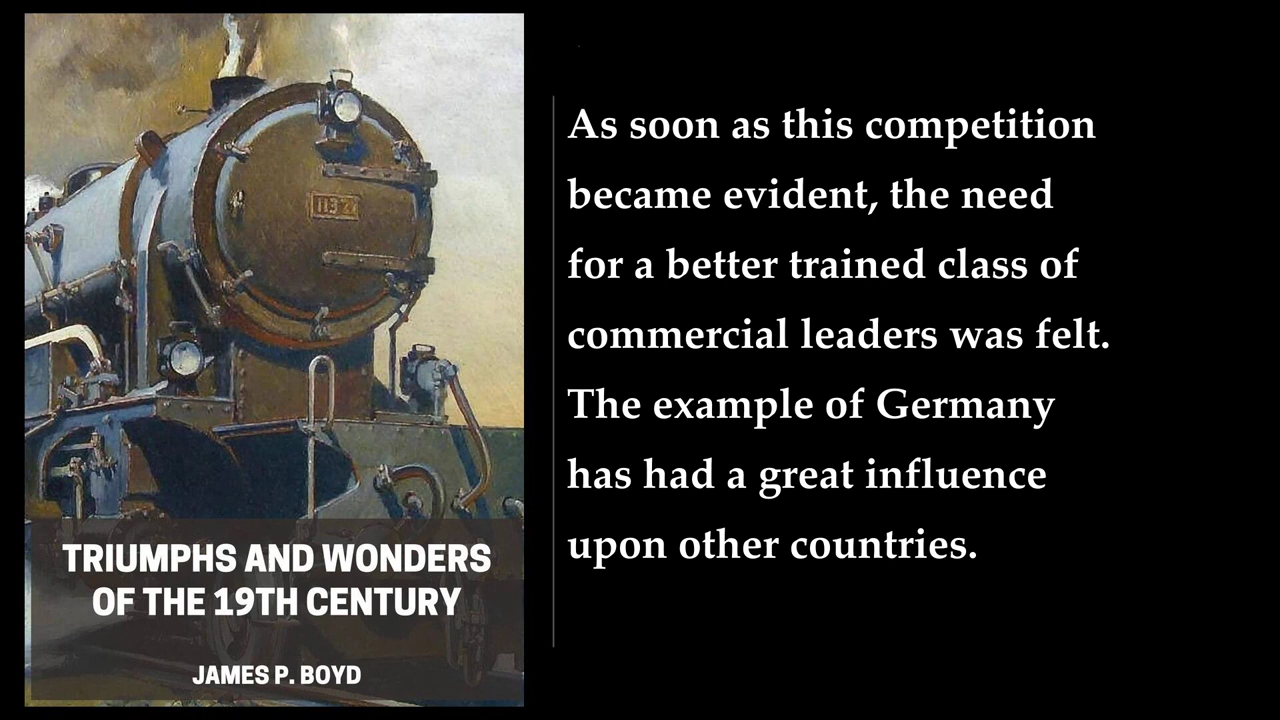 TRIUMPHS AND WONDERS
OF THE 19TH CENTURY
JAMES P. BOYD
As soon as this competition
became evident, the need
for a better trained class of
commercial leaders was felt.
The example of Germany
has had a great influence
upon other countries.